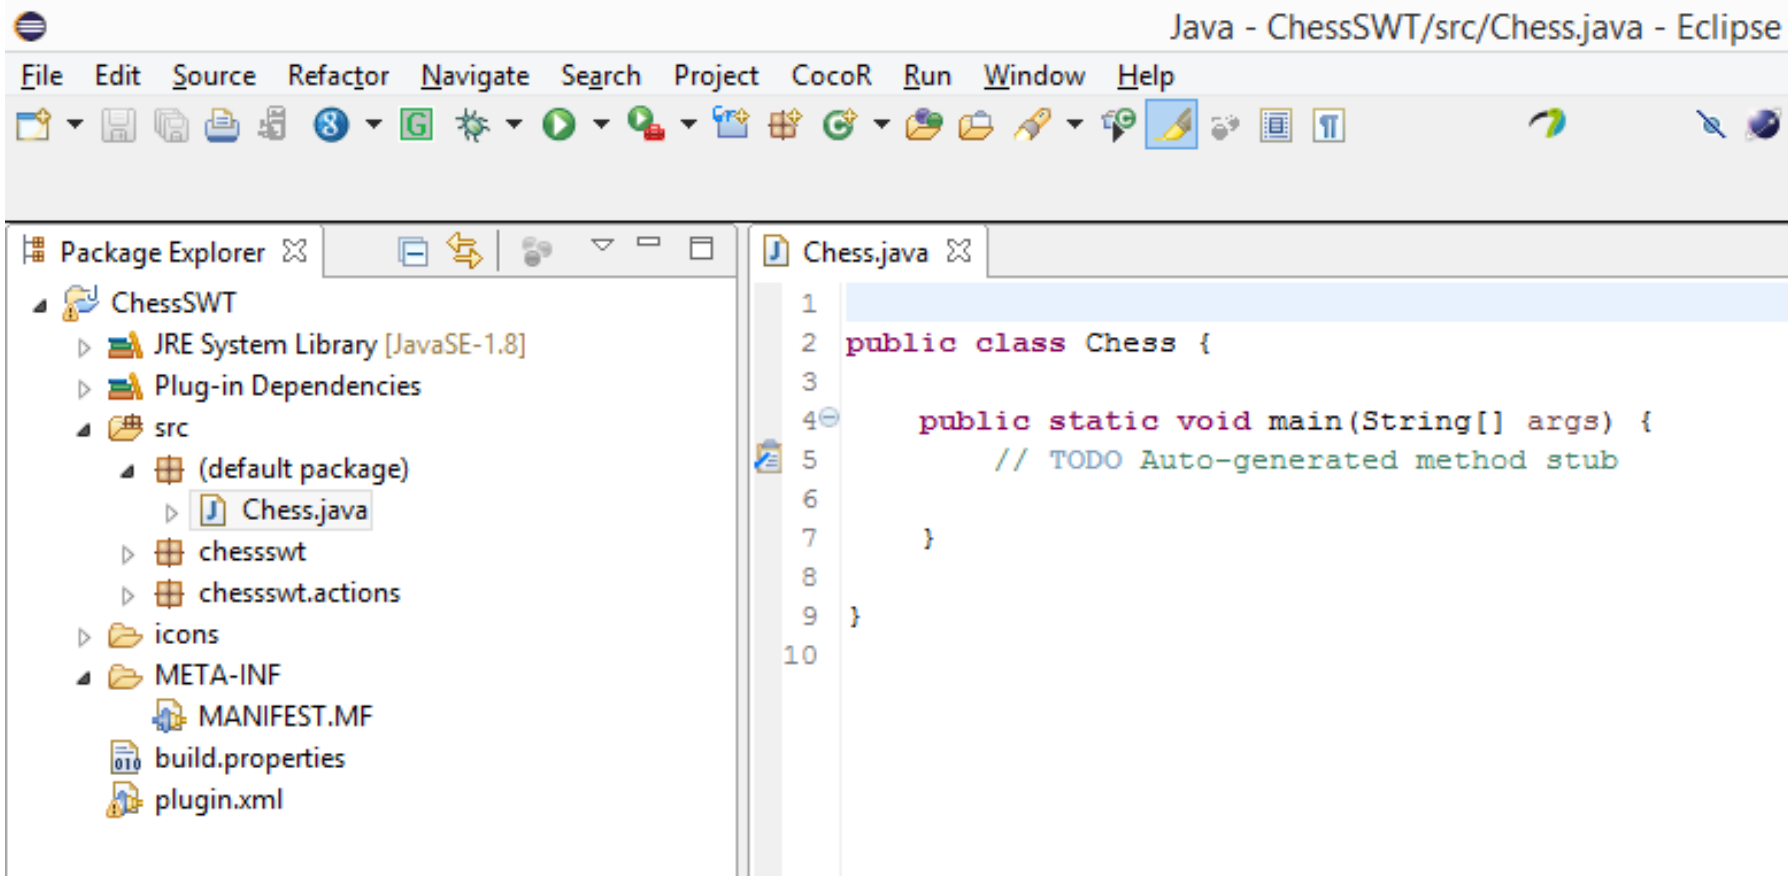 Java - ChessSWT/src/Chess.java - Eclipse
File Edit Source Refactor Navigate Search Project CocoR Run Window Help
Package Explorer
ChessSWT
JRE System Library [JavaSE-1.8]
Plug-in Dependencies
src
(default package)
Chess.java
chessswt
chessswt.actions
icons
META-INF
MANIFEST.MF
build.properties
plugin.xml
Chess.java
1
2 public class Chess {
3
4 public static void main(String[] args) {
5 // TODO Auto-generated method stub
6
7 }
8
9 }
10